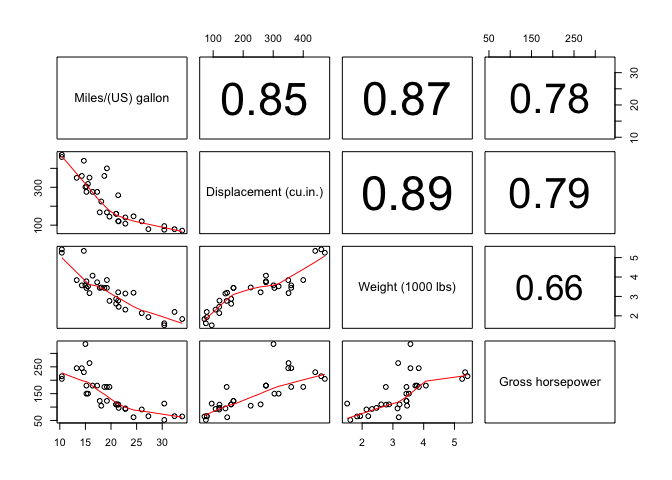 100 200 300 400
50 150 250
Miles/(US) gallon 0.85 0.87 0.78
10 15 20 25 30
100 300
Displacement (cu.in.) 0.89 0.79
Weight (1000 lbs) 0.66
2 3 4 5
50 150 250
Gross horsepower
10 15 20 25 30
2 3 4 5